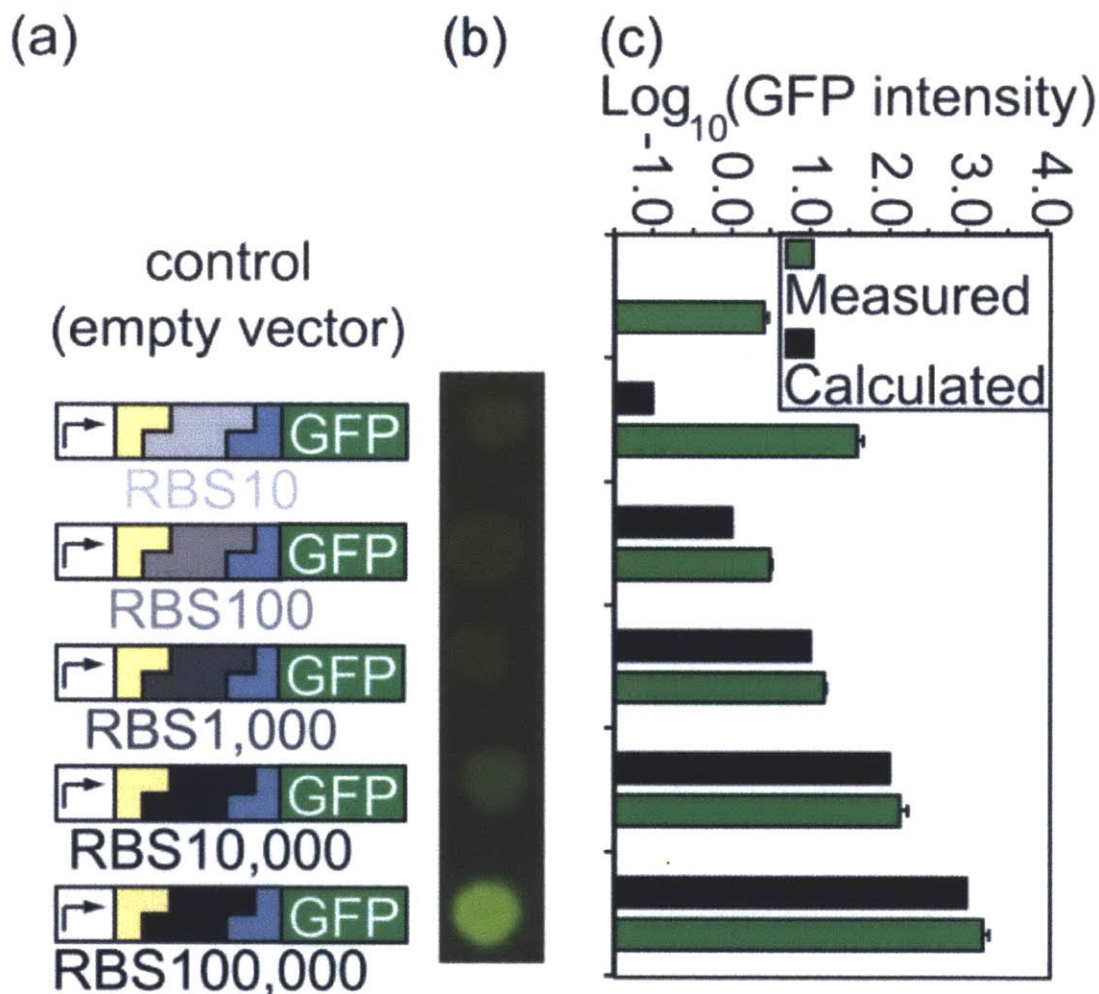 (a)
control
(empty vector)
GFP
RBS10
GFP
RBS100
GFP
RBS1,000
GFP
RBS10,000
GFP
RBS100,000
(b)
(c)
Log10(GFP intensity)
-1.0
0.0
1.0
2.0
3.0
4.0
Measured
Calculated